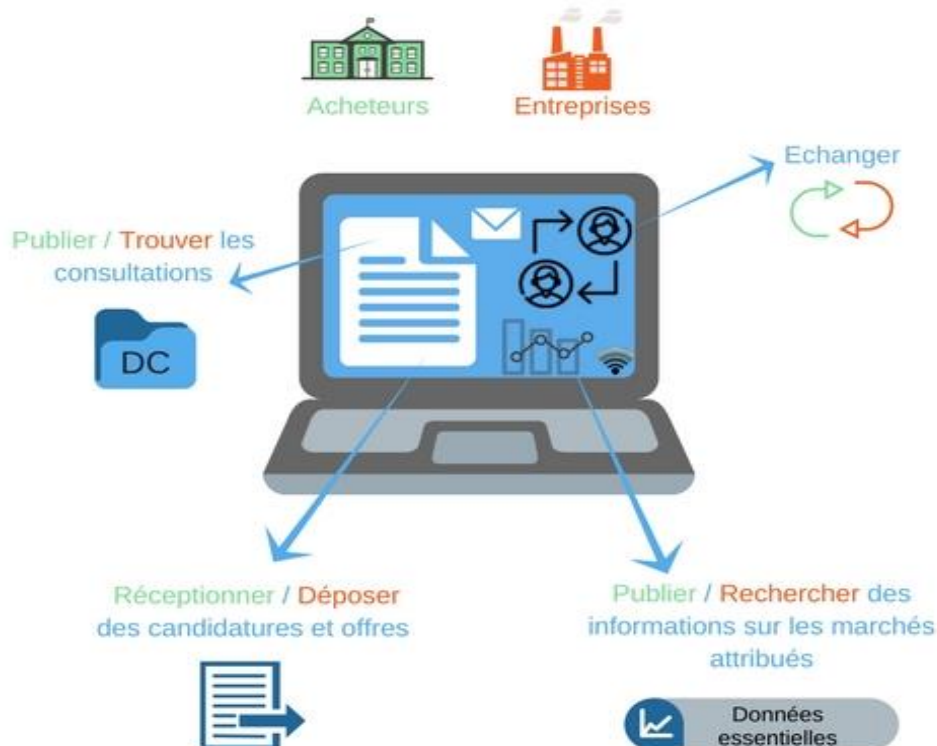 Acheteurs
Entreprises
Echanger
Publier / Trouver les
consultations
DC
Réceptionner / Déposer
des candidatures et offres
Publier / Rechercher des
informations sur les marchés
attribués
Données
essentielles